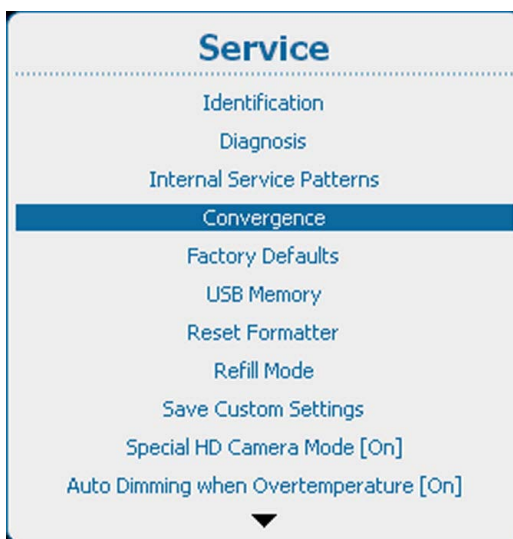 Service
Identification
Diagnosis
Internal Service Patterns
Convergence
Factory Defaults
USB Memory
Reset Formatter
Refill Mode
Save Custom Settings
Special HD Camera Mode [On]
Auto Dimming when Overtemperature [On]